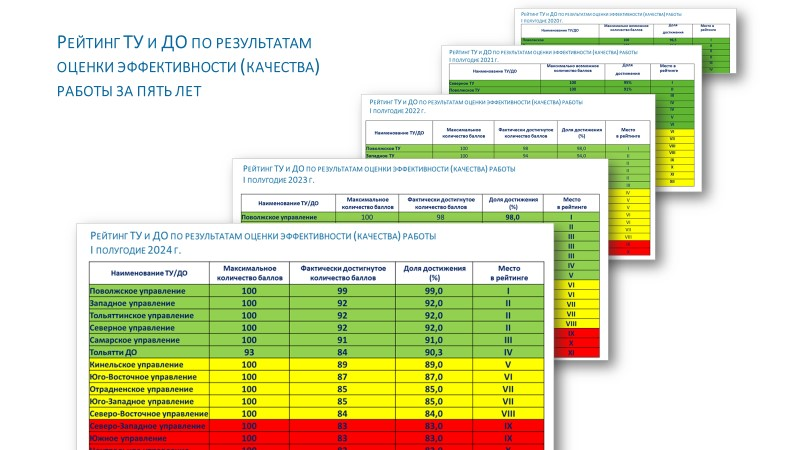 Рейтинг ТУ и ДО по результатам
оценки эффективности (качества)
работы за пять лет
Рейтинг ТУ и ДО по результатам оценки эффективности (качества) работы
I полугодие 2020 г.
Наименование ТУ/ДО Максимально возможное количество баллов Доля достижения Место в рейтинге
Рейтинг ТУ и ДО по результатам оценки эффективности (качества) работы
I полугодие 2021 г.
Наименование ТУ/ДО Максимально возможное количество баллов Доля достижения Место в рейтинге
Северное ТУ 100
Поволжское ТУ 100
Рейтинг ТУ и ДО по результатам оценки эффективности (качества) работы
I полугодие 2022 г.
Наименование ТУ/ДО Максимальное количество баллов Фактически достигнутое количество баллов Доля достижения (%) Место в рейтинге
Поволжское ТУ 100 98 98,0 I
Западное ТУ 100 94 94,0 II
Рейтинг ТУ и ДО по результатам оценки эффективности (качества) работы
I полугодие 2023 г.
Наименование ТУ/ДО Максимальное количество баллов Фактически достигнутое количество баллов Доля достижения (%) Место в рейтинге
Поволжское управление 100 98 98,0 I
II
III
III
III
IV
V
VI
VI
VII
VII
VIII
IX
X
XI
Рейтинг ТУ и ДО по результатам оценки эффективности (качества) работы
I полугодие 2024 г.
Наименование ТУ/ДО Максимальное количество баллов Фактически достигнутое количество баллов Доля достижения (%) Место в рейтинге
Поволжское управление 100 99 99,0 I
Западное управление 100 92 92,0 II
Тольяттинское управление 100 92 92,0 II
Северное управление 100 92 92,0 II
Самарское управление 100 91 91,0 III
Тольятти ДО 93 84 90,3 IV
Кинельское управление 100 89 89,0 V
Юго-Восточное управление 100 87 87,0 VI
Отрадненское управление 100 85 85,0 VII
Юго-Западное управление 100 85 85,0 VII
Северо-Восточное управление 100 84 84,0 VIII
Северо-Западное управление 100 83 83,0 IX
Южное управление 100 83 83,0 IX